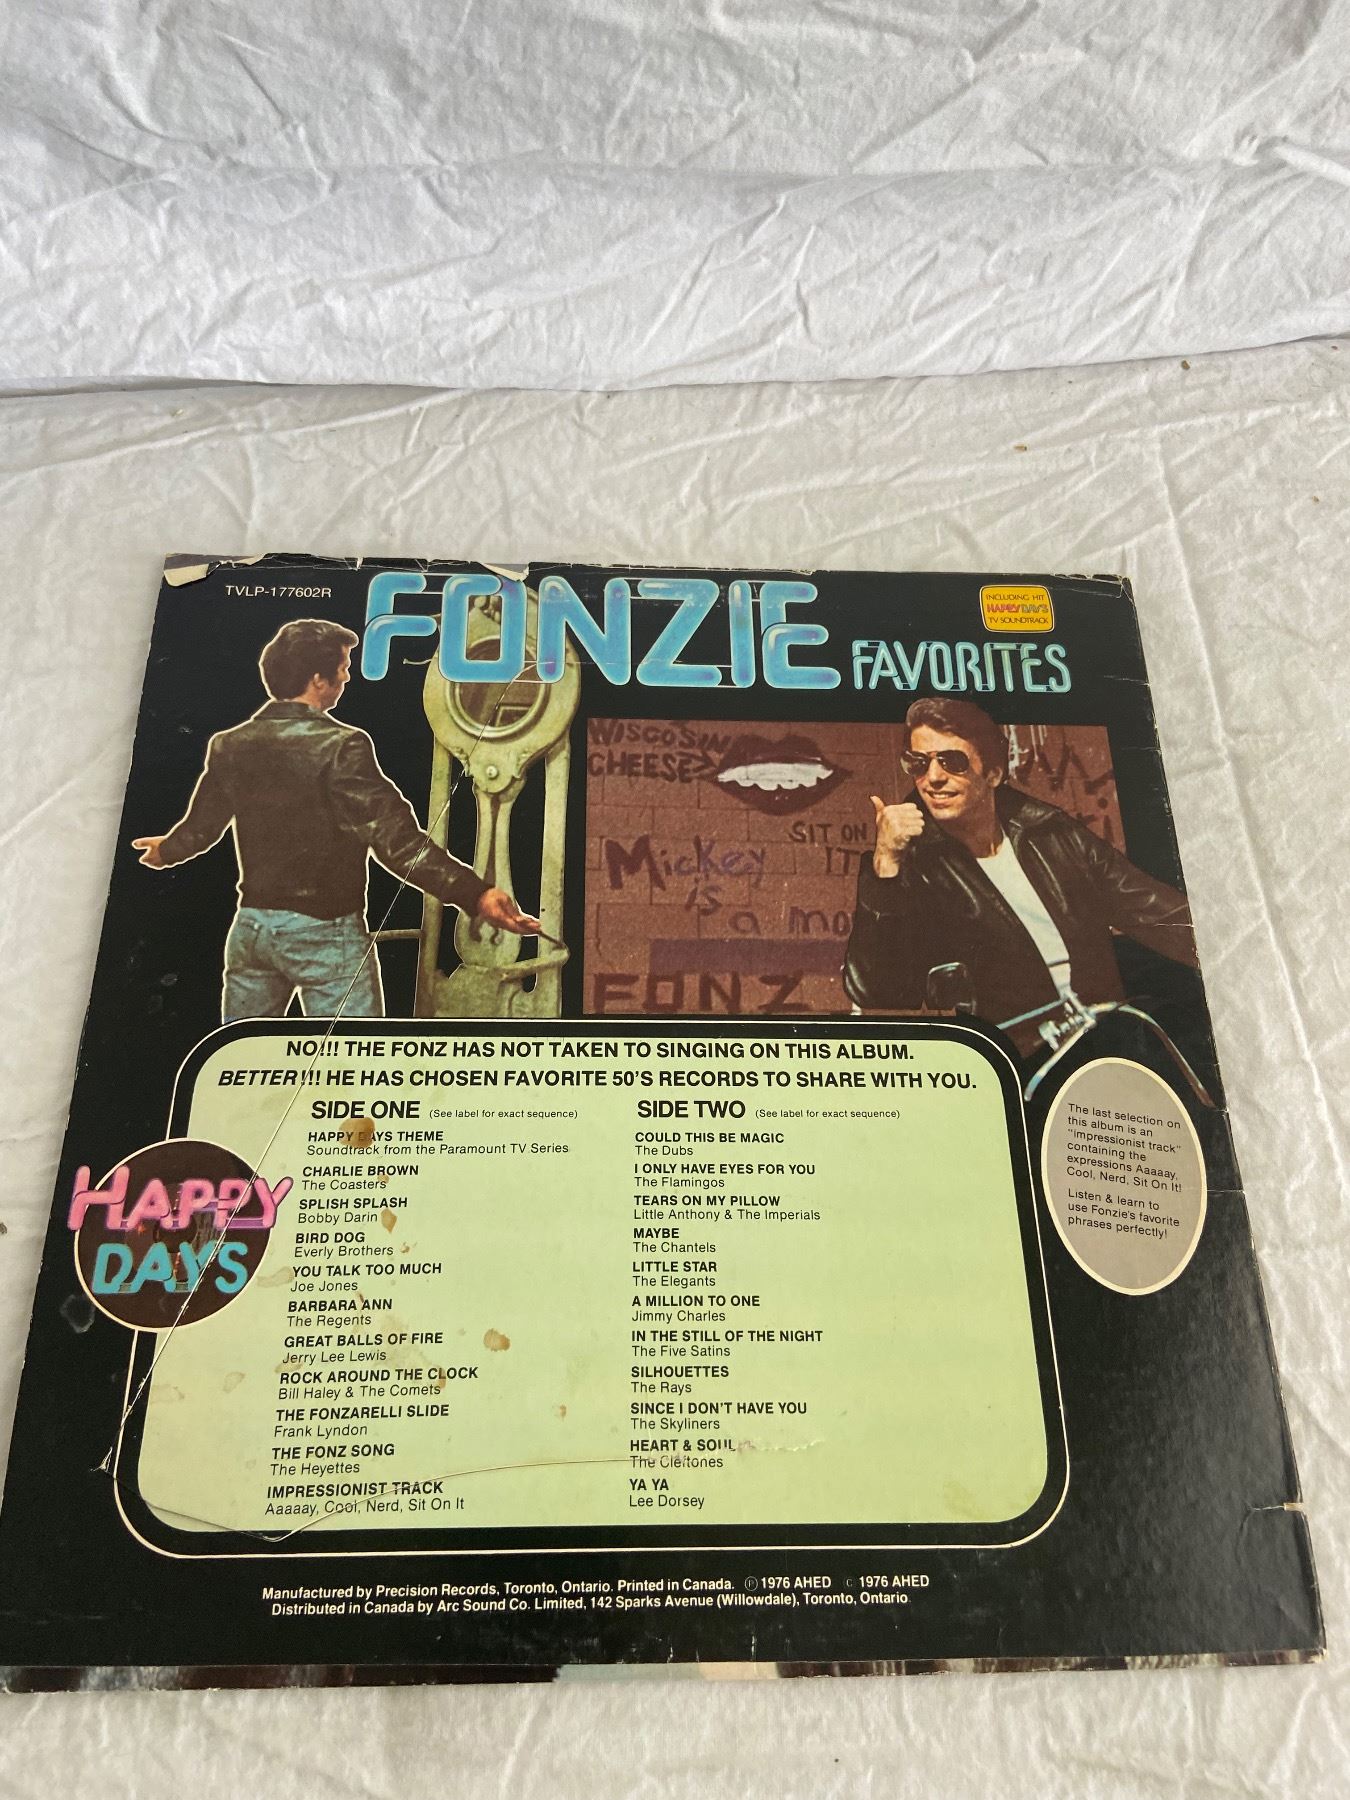 TVLP-177602R
FONZIE FAVORITES
INCLUDING HIT
HAPPY DAYS
TV SOUNDTRACK
WISCOSIN
CHEESE
SIT ON
IT
Mickey
is
a mo
FONZ
NO!!! THE FONZ HAS NOT TAKEN TO SINGING ON THIS ALBUM.
BETTER!!! HE HAS CHOSEN FAVORITE 50'S RECORDS TO SHARE WITH YOU.
SIDE ONE (See label for exact sequence)
HAPPY DAYS THEME
Soundtrack from the Paramount TV Series
CHARLIE BROWN
The Coasters
SPLISH SPLASH
Bobby Darin
BIRD DOG
Everly Brothers
YOU TALK TOO MUCH
Joe Jones
BARBARA ANN
The Regents
GREAT BALLS OF FIRE
Jerry Lee Lewis
ROCK AROUND THE CLOCK
Bill Haley & The Comets
THE FONZARELLI SLIDE
Frank Lyndon
THE FONZ SONG
The Heyettes
IMPRESSIONIST TRACK
Aaaaay, Cool, Nerd, Sit On It
SIDE TWO (See label for exact sequence)
COULD THIS BE MAGIC
The Dubs
I ONLY HAVE EYES FOR YOU
The Flamingos
TEARS ON MY PILLOW
Little Anthony & The Imperials
MAYBE
The Chantels
LITTLE STAR
The Elegants
A MILLION TO ONE
Jimmy Charles
IN THE STILL OF THE NIGHT
The Five Satins
SILHOUETTES
The Rays
SINCE I DON'T HAVE YOU
The Skyliners
HEART & SOUL
The Cleftones
YA YA
Lee Dorsey
HAPPY
DAYS
The last selection on
this album is an
"impressionist track"
containing the
expressions Aaaaay,
Cool, Nerd, Sit On It!
Listen & learn to
use Fonzie's favorite
phrases perfectly!
Manufactured by Precision Records, Toronto, Ontario. Printed in Canada. Ⓟ 1976 AHED © 1976 AHED
Distributed in Canada by Arc Sound Co. Limited, 142 Sparks Avenue (Willowdale), Toronto, Ontario